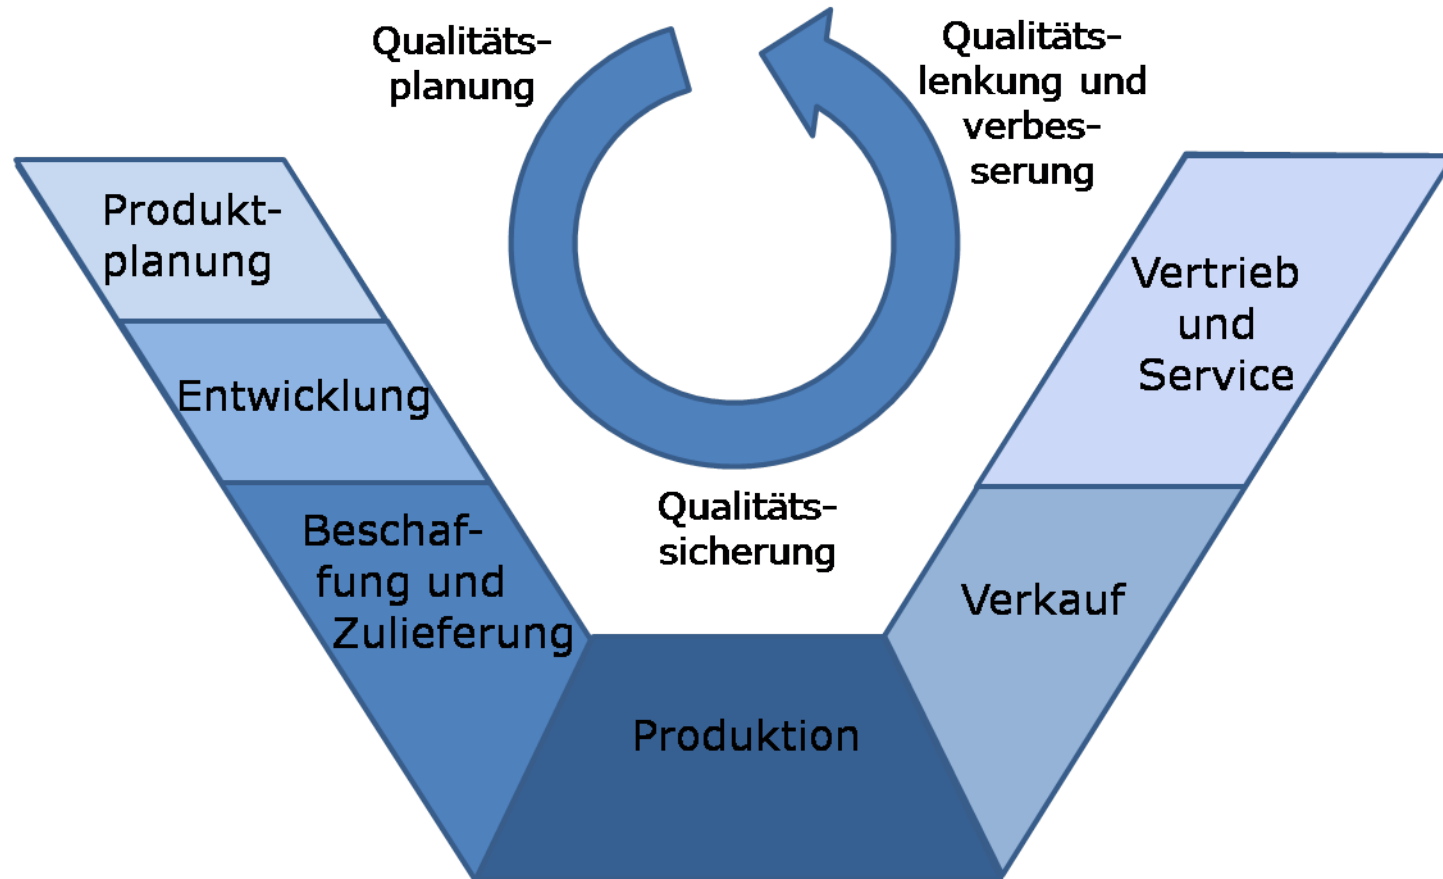 Qualitäts-
planung
Qualitäts-
lenkung und
verbes-
serung
Produkt-
planung
Entwicklung
Beschaf-
fung und
Zulieferung
Qualitäts-
sicherung
Produktion
Verkauf
Vertrieb
und
Service